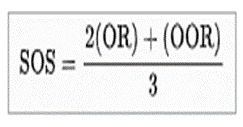 SOS = 2(OR) + (OOR) / 3